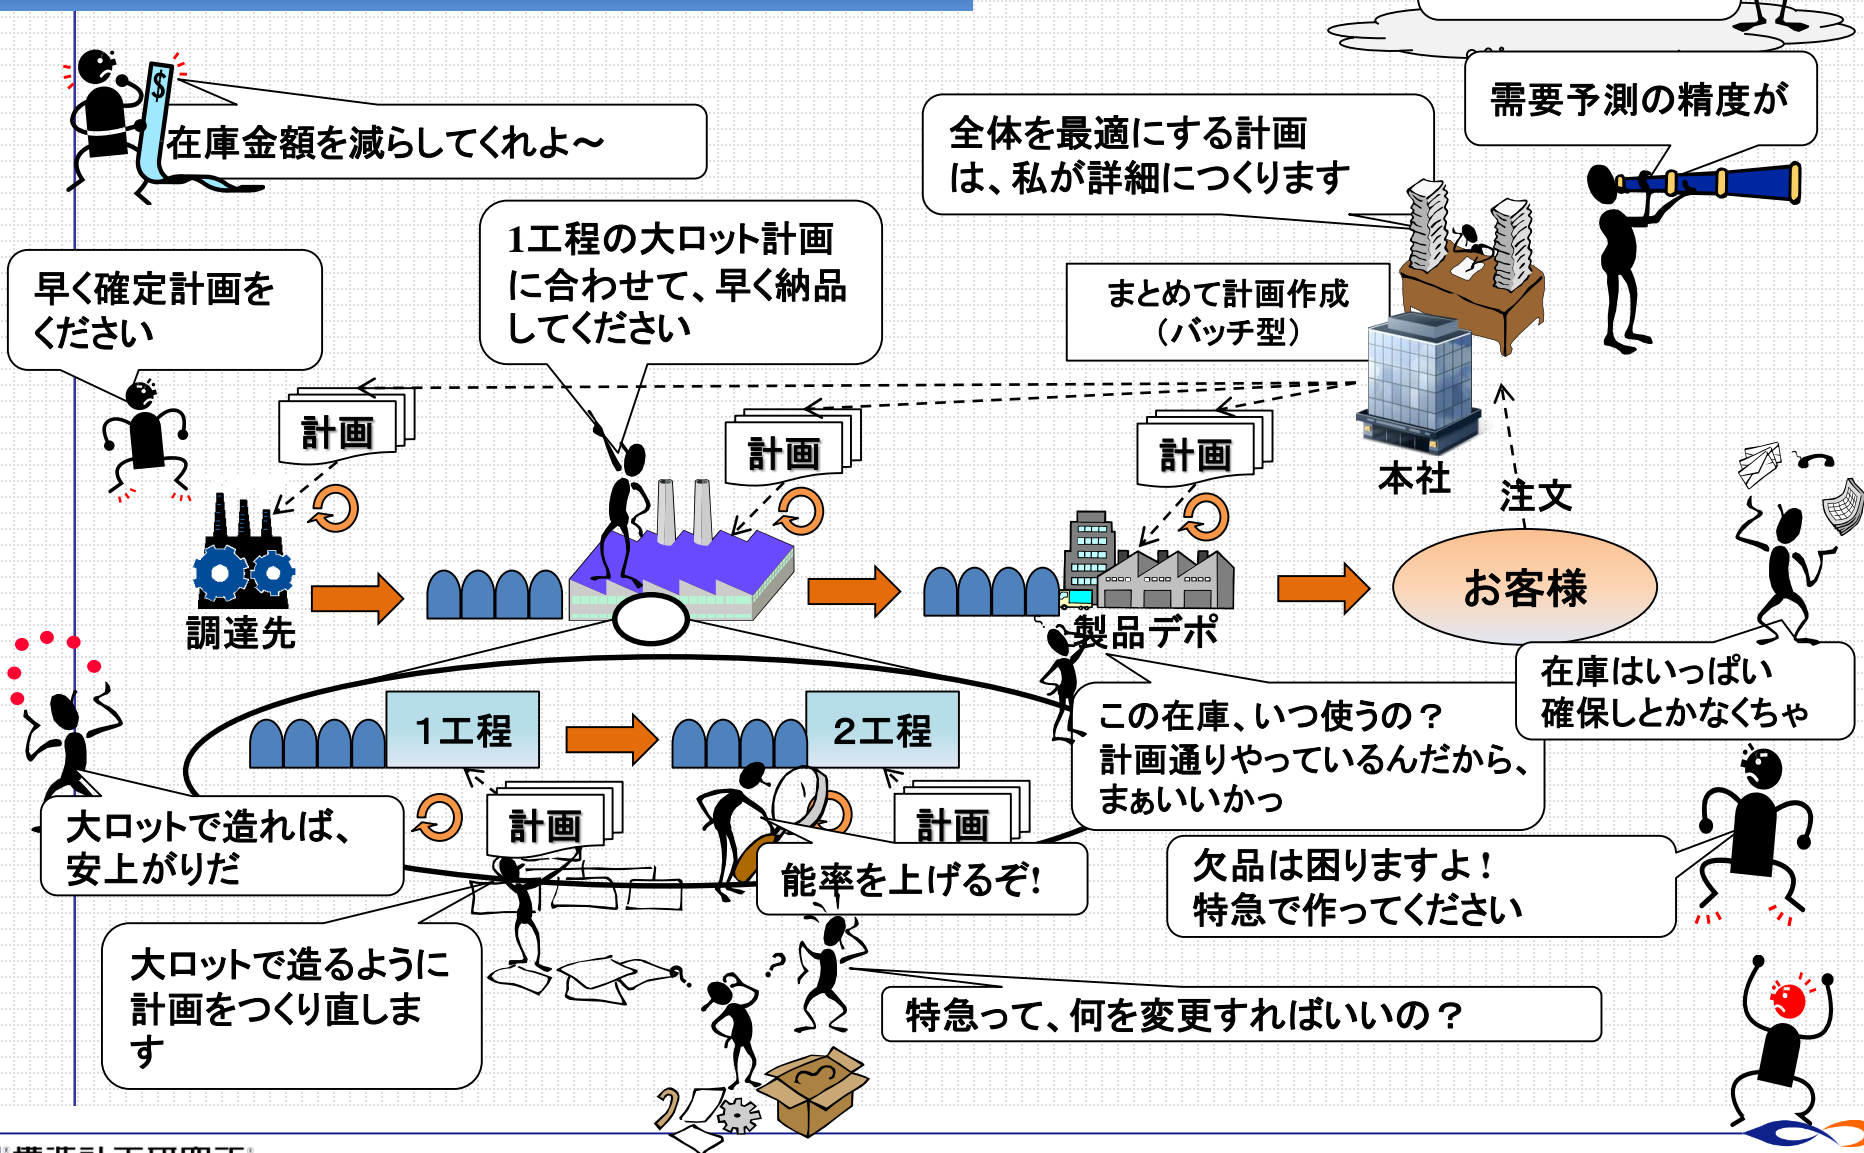 $
在庫金額を減らしてくれよ～
需要予測の精度が
全体を最適にする計画
は、私が詳細につくります
1工程の大ロット計画
に合わせて、早く納品
してください
早く確定計画を
ください
まとめて計画作成
（バッチ型）
計画
計画
計画
本社
注文
お客様
調達先
製品デポ
在庫はいっぱい
確保しとかなくちゃ
1工程
2工程
この在庫、いつ使うの？
計画通りやっているんだから、
まぁいいかっ
計画
計画
大ロットで造れば、
安上がりだ
能率を上げるぞ!
欠品は困りますよ！
特急で作ってください
大ロットで造るように
計画をつくり直しま
す
特急って、何を変更すればいいの？